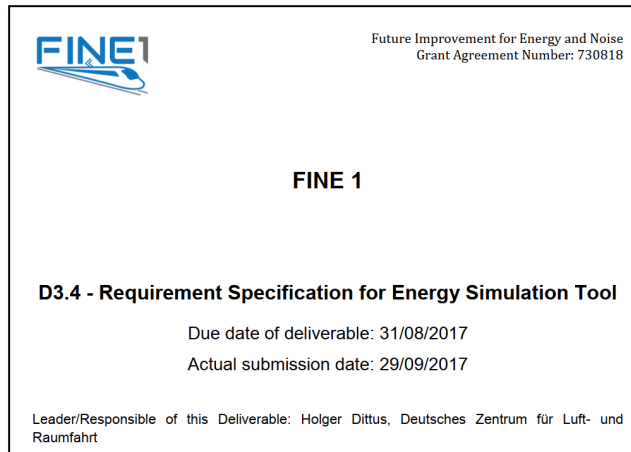 FINE1
Future Improvement for Energy and Noise
Grant Agreement Number: 730818
FINE 1
D3.4 - Requirement Specification for Energy Simulation Tool
Due date of deliverable: 31/08/2017
Actual submission date: 29/09/2017
Leader/Responsible of this Deliverable: Holger Dittus, Deutsches Zentrum für Luft- und
Raumfahrt